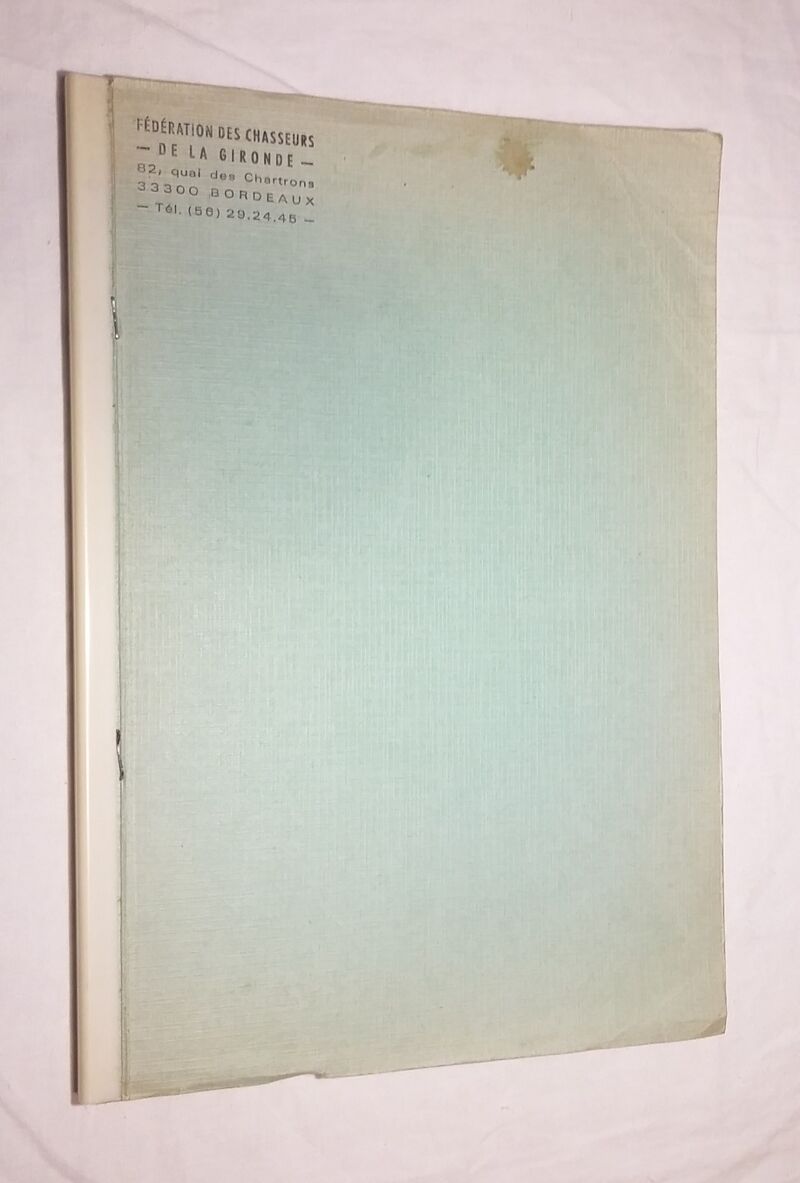 FÉDÉRATION DES CHASSEURS
— DE LA GIRONDE —
82, quai des Chartrons
33300 BORDEAUX
— Tél. (56) 29.24.45 —